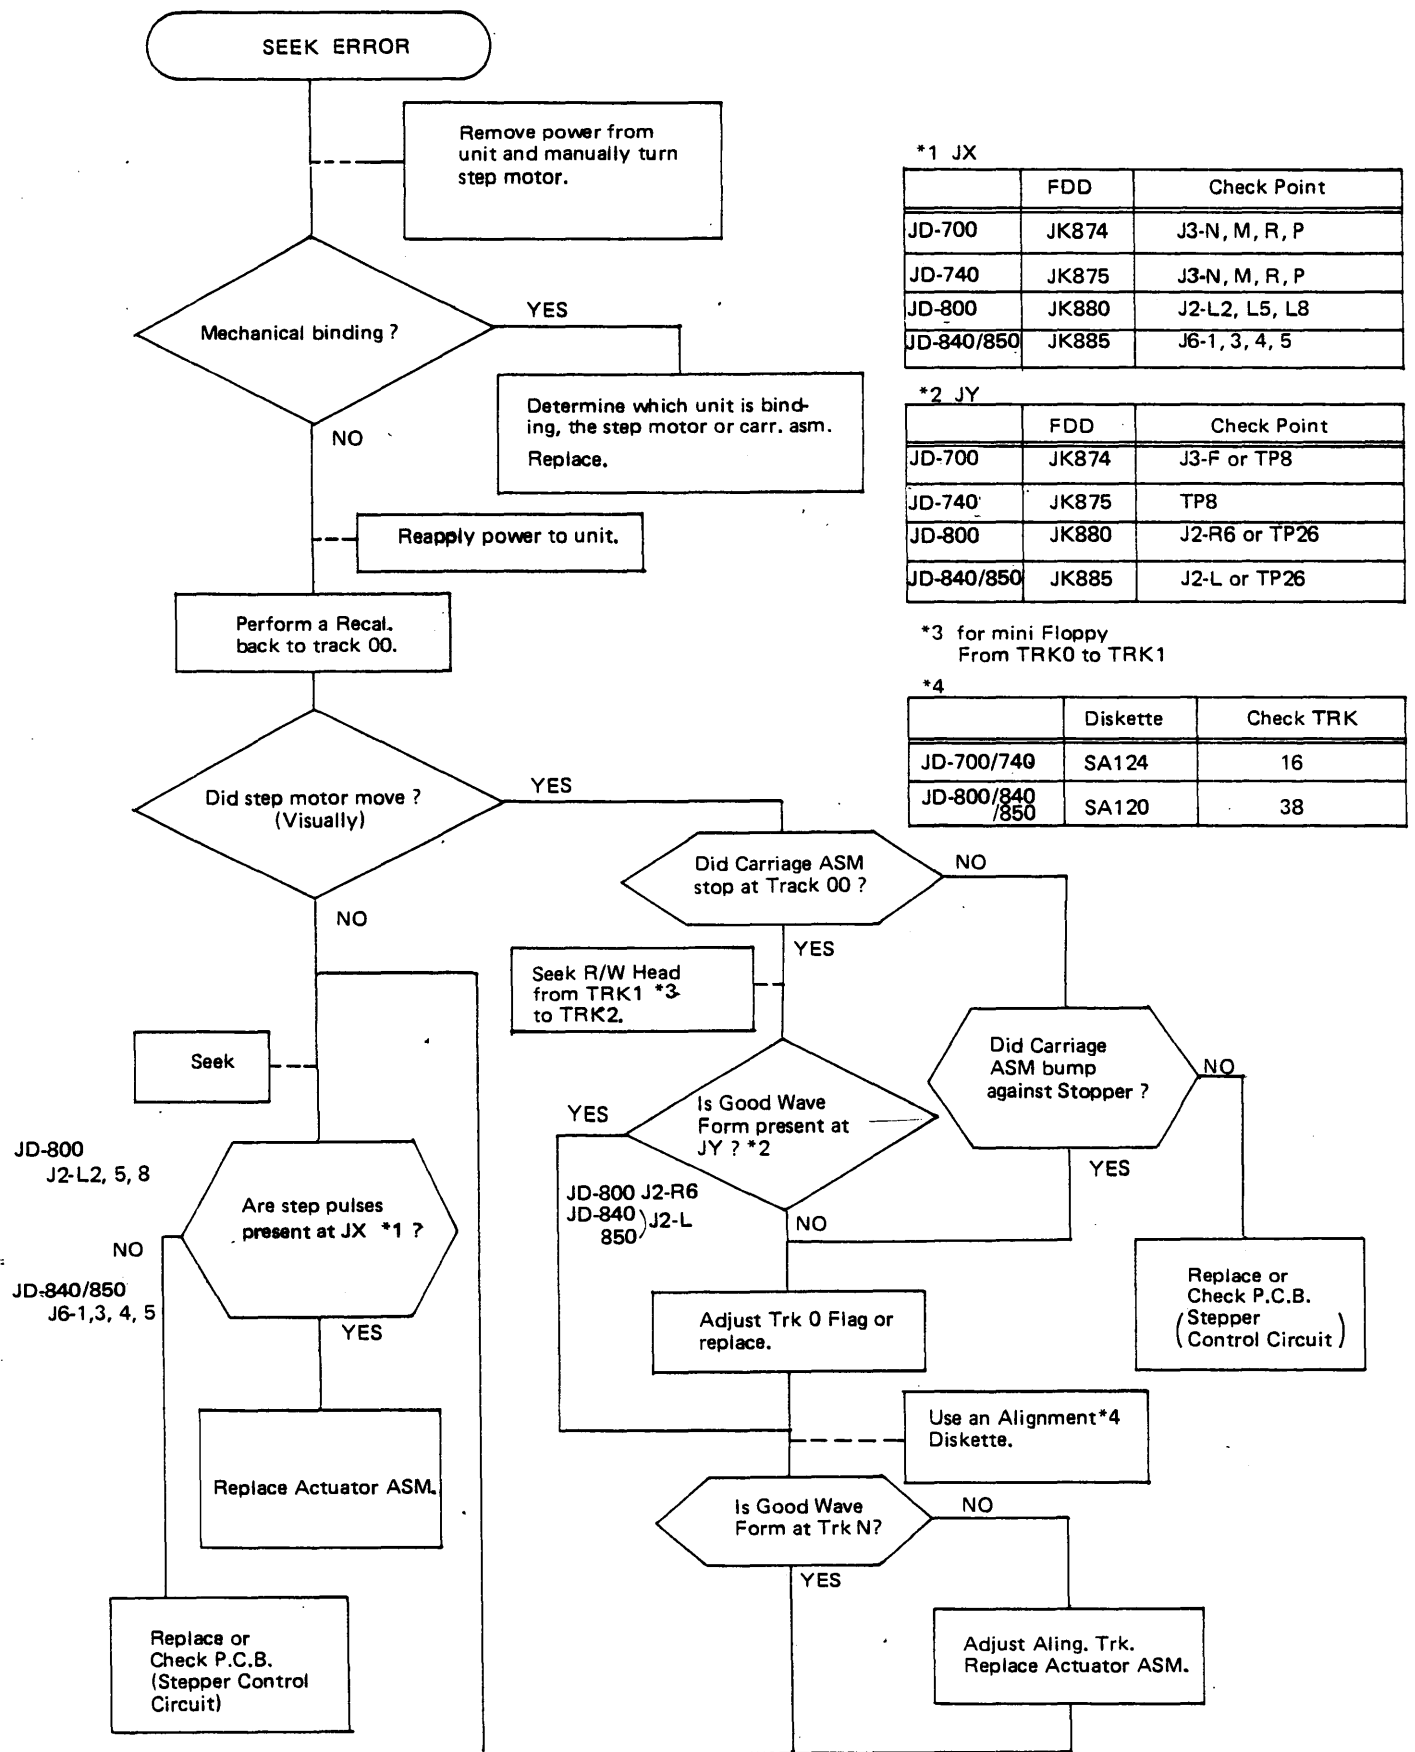 SEEK ERROR
Remove power from
unit and manually turn
step motor.
Mechanical binding ?
YES
NO
Determine which unit is bind-
ing, the step motor or carr. asm.
Replace.
Reapply power to unit.
Perform a Recal.
back to track 00.
Did step motor move ?
(Visually)
YES
NO
Seek
JD-800
J2-L2, 5, 8
Are step pulses
present at JX *1 ?
NO
JD-840/850
J6-1,3, 4, 5
YES
Replace Actuator ASM.
Replace or
Check P.C.B.
(Stepper Control
Circuit)
Did Carriage ASM
stop at Track 00 ?
NO
YES
Seek R/W Head
from TRK1 *3
to TRK2.
Is Good Wave
Form present at
JY ? *2
YES
JD-800 J2-R6
JD-840
850) J2-L
NO
Did Carriage
ASM bump
against Stopper ?
NO
YES
Replace or
Check P.C.B.
(Stepper
Control Circuit)
Adjust Trk 0 Flag or
replace.
Use an Alignment*4
Diskette.
Is Good Wave
Form at Trk N?
NO
YES
Adjust Aling. Trk.
Replace Actuator ASM.
*1 JX
FDD Check Point
JD-700 JK874 J3-N, M, R, P
JD-740 JK875 J3-N, M, R, P
JD-800 JK880 J2-L2, L5, L8
JD-840/850 JK885 J6-1, 3, 4, 5
*2 JY
FDD Check Point
JD-700 JK874 J3-F or TP8
JD-740 JK875 TP8
JD-800 JK880 J2-R6 or TP26
JD-840/850 JK885 J2-L or TP26
*3 for mini Floppy
From TRK0 to TRK1
*4
Diskette Check TRK
JD-700/740 SA124 16
JD-800/840
/850 SA120 38